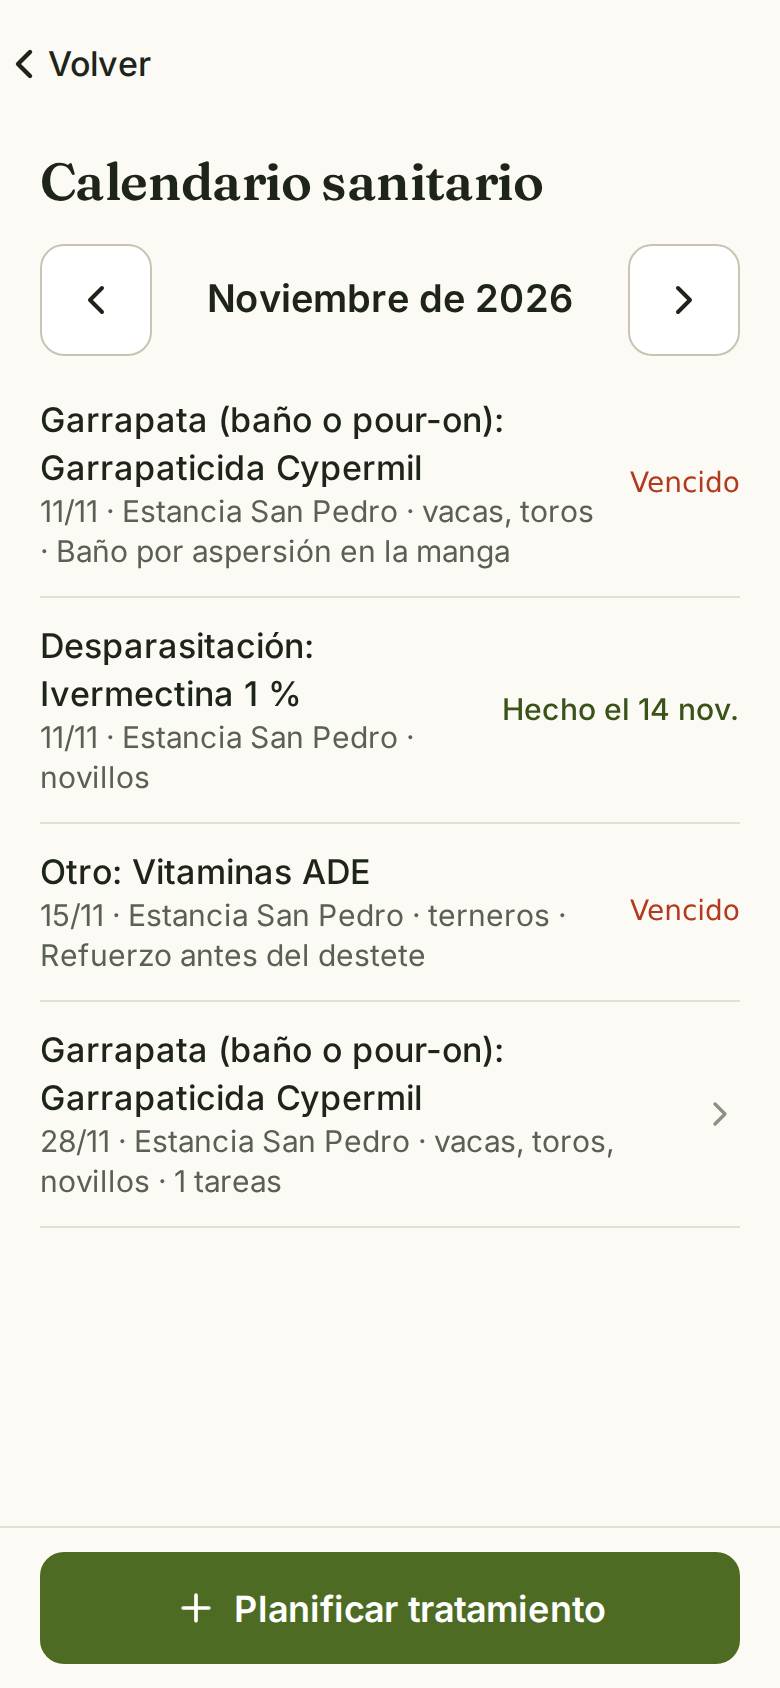 Volver
Calendario sanitario
Noviembre de 2026
Garrapata (baño o pour-on):
Garrapaticida Cypermil
11/11 · Estancia San Pedro · vacas, toros
· Baño por aspersión en la manga
Vencido
Desparasitación:
Ivermectina 1 %
11/11 · Estancia San Pedro ·
novillos
Hecho el 14 nov.
Otro: Vitaminas ADE
15/11 · Estancia San Pedro · terneros ·
Refuerzo antes del destete
Vencido
Garrapata (baño o pour-on):
Garrapaticida Cypermil
28/11 · Estancia San Pedro · vacas, toros,
novillos · 1 tareas
Planificar tratamiento